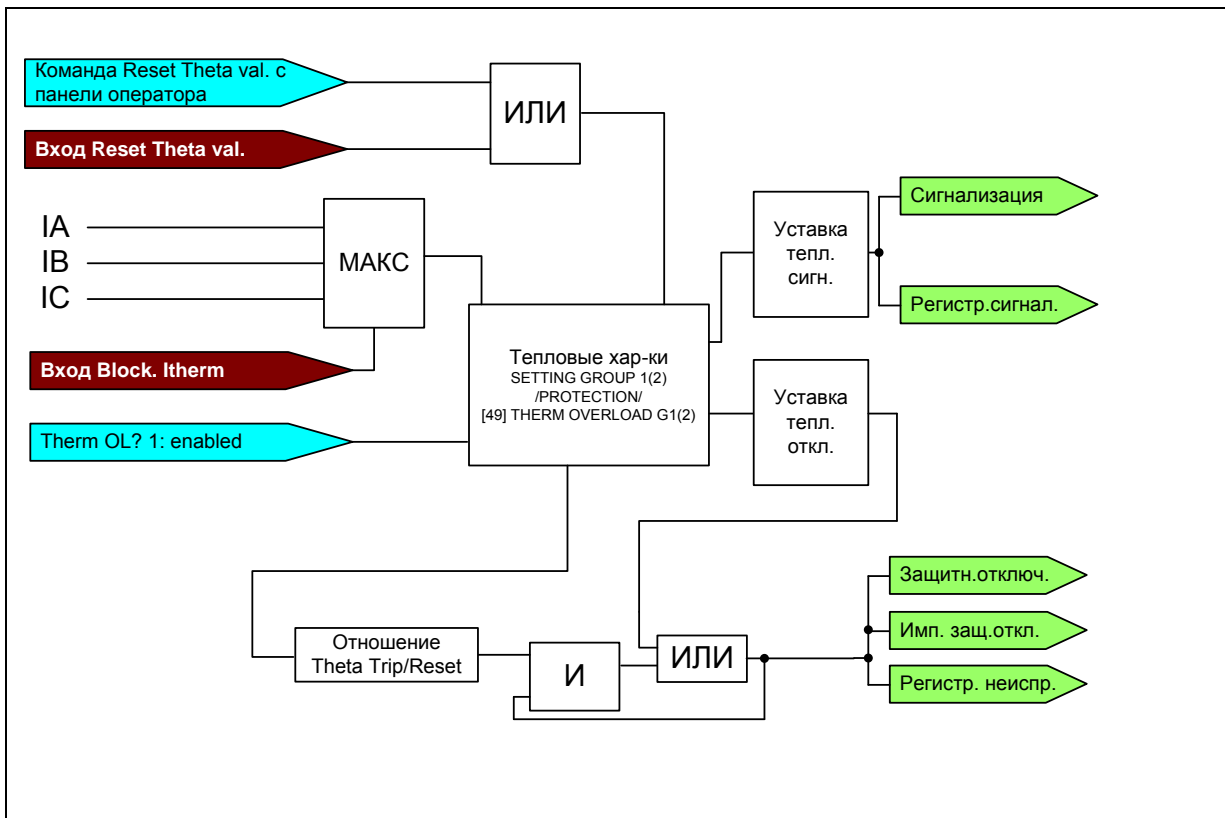 Команда Reset Theta val. с
панели оператора
ИЛИ
Вход Reset Theta val.
IA
IB
IC
МАКС
Вход Block. Itherm
Therm OL? 1: enabled
Тепловые хар-ки
SETTING GROUP 1(2)
/PROTECTION/
[49] THERM OVERLOAD G1(2)
Уставка
тепл.
сигн.
Сигнализация
Регистр.сигнал.
Уставка
тепл.
откл.
Отношение
Theta Trip/Reset
И
ИЛИ
Защитн.отключ.
Имп. защ.откл.
Регистр. неиспр.